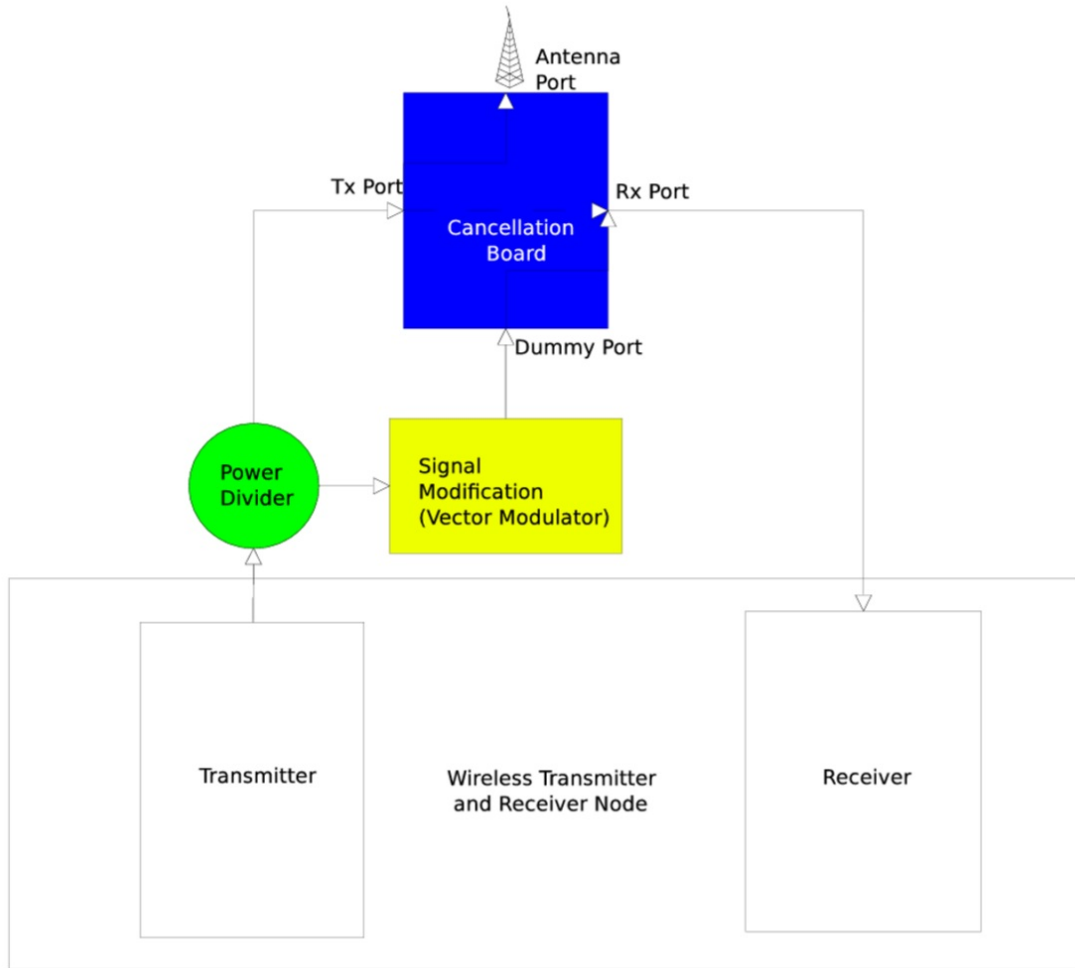 Antenna
Port
Tx Port
Rx Port
Cancellation
Board
Dummy Port
Power
Divider
Signal
Modification
(Vector Modulator)
Transmitter
Wireless Transmitter
and Receiver Node
Receiver